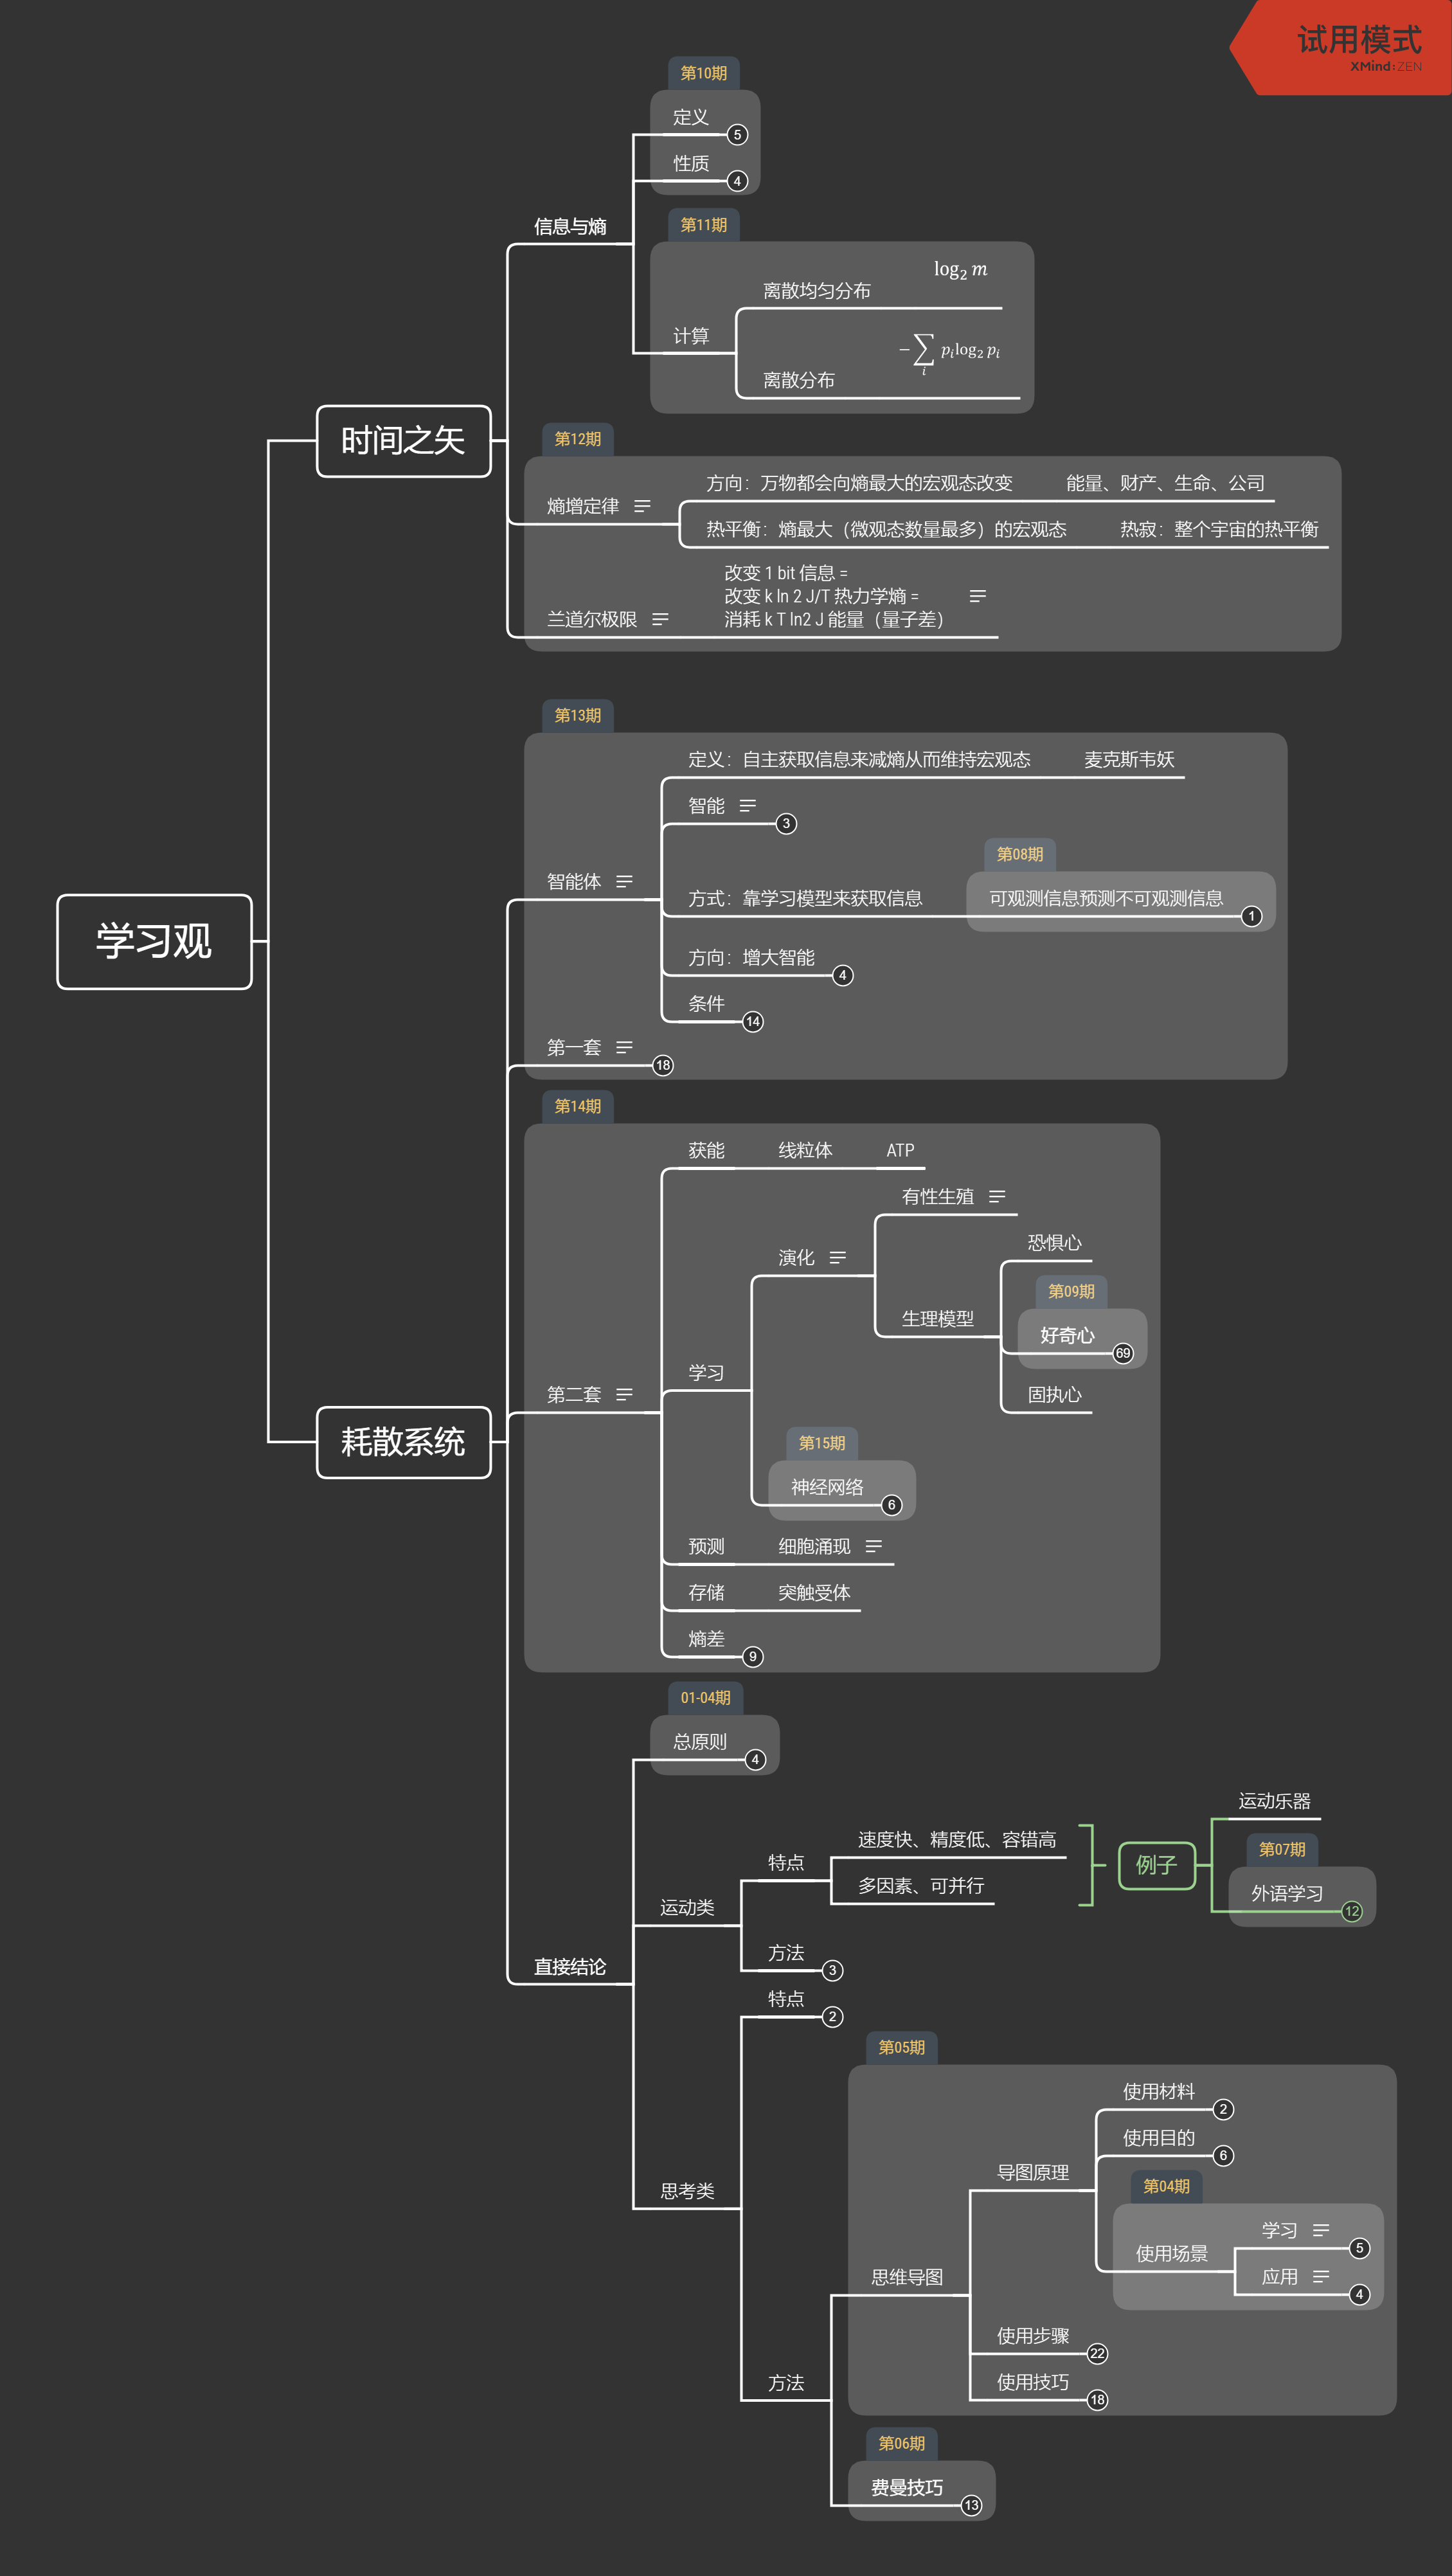 试用模式
XMind:ZEN
第10期
定义
5
性质
4
信息与熵
第11期
log₂ m
离散均匀分布
计算
−∑ᵢ pᵢlog₂ pᵢ
离散分布
时间之矢
第12期
方向：万物都会向熵最大的宏观态改变
能量、财产、生命、公司
熵增定律
热平衡：熵最大（微观态数量最多）的宏观态
热寂：整个宇宙的热平衡
改变 1 bit 信息 =
改变 k ln 2 J/T 热力学熵 =
消耗 k T ln2 J 能量（量子差）
兰道尔极限
第13期
定义：自主获取信息来减熵从而维持宏观态
麦克斯韦妖
智能
3
第08期
智能体
方式：靠学习模型来获取信息
可观测信息预测不可观测信息
1
学习观
方向：增大智能
4
条件
14
第一套
18
第14期
获能
线粒体
ATP
有性生殖
恐惧心
演化
第09期
生理模型
好奇心
69
学习
第二套
固执心
耗散系统
第15期
神经网络
6
预测
细胞涌现
存储
突触受体
熵差
9
01-04期
总原则
4
运动乐器
速度快、精度低、容错高
第07期
特点
例子
多因素、可并行
外语学习
12
运动类
方法
3
直接结论
特点
2
第05期
使用材料
2
使用目的
6
导图原理
第04期
思考类
学习
5
使用场景
应用
4
思维导图
使用步骤
22
方法
使用技巧
18
第06期
费曼技巧
13